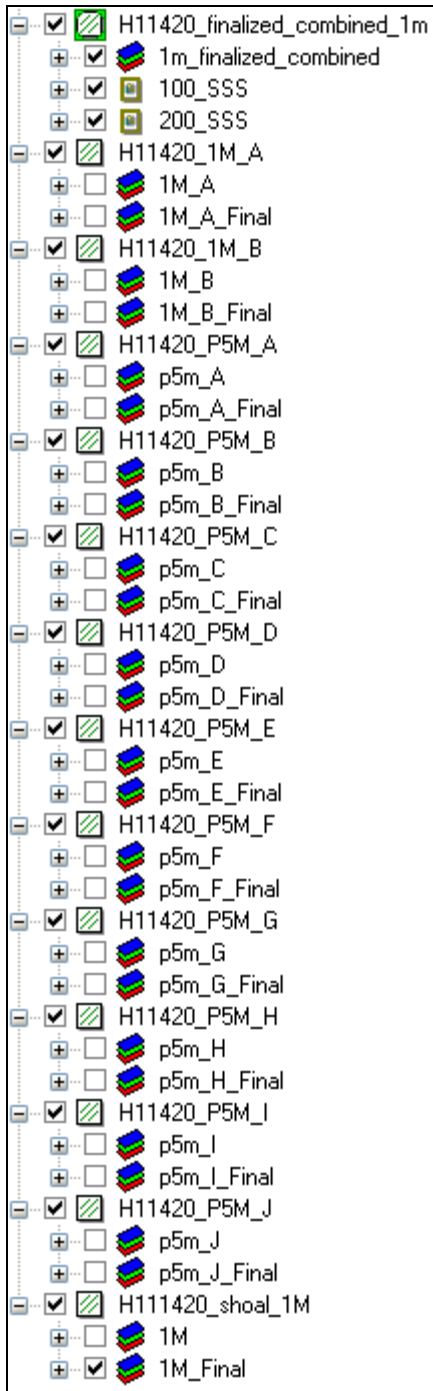 H11420_finalized_combined_1m
1m_finalized_combined
100_SSS
200_SSS
H11420_1M_A
1M_A
1M_A_Final
H11420_1M_B
1M_B
1M_B_Final
H11420_P5M_A
p5m_A
p5m_A_Final
H11420_P5M_B
p5m_B
p5m_B_Final
H11420_P5M_C
p5m_C
p5m_C_Final
H11420_P5M_D
p5m_D
p5m_D_Final
H11420_P5M_E
p5m_E
p5m_E_Final
H11420_P5M_F
p5m_F
p5m_F_Final
H11420_P5M_G
p5m_G
p5m_G_Final
H11420_P5M_H
p5m_H
p5m_H_Final
H11420_P5M_I
p5m_I
p5m_I_Final
H11420_P5M_J
p5m_J
p5m_J_Final
H111420_shoal_1M
1M
1M_Final